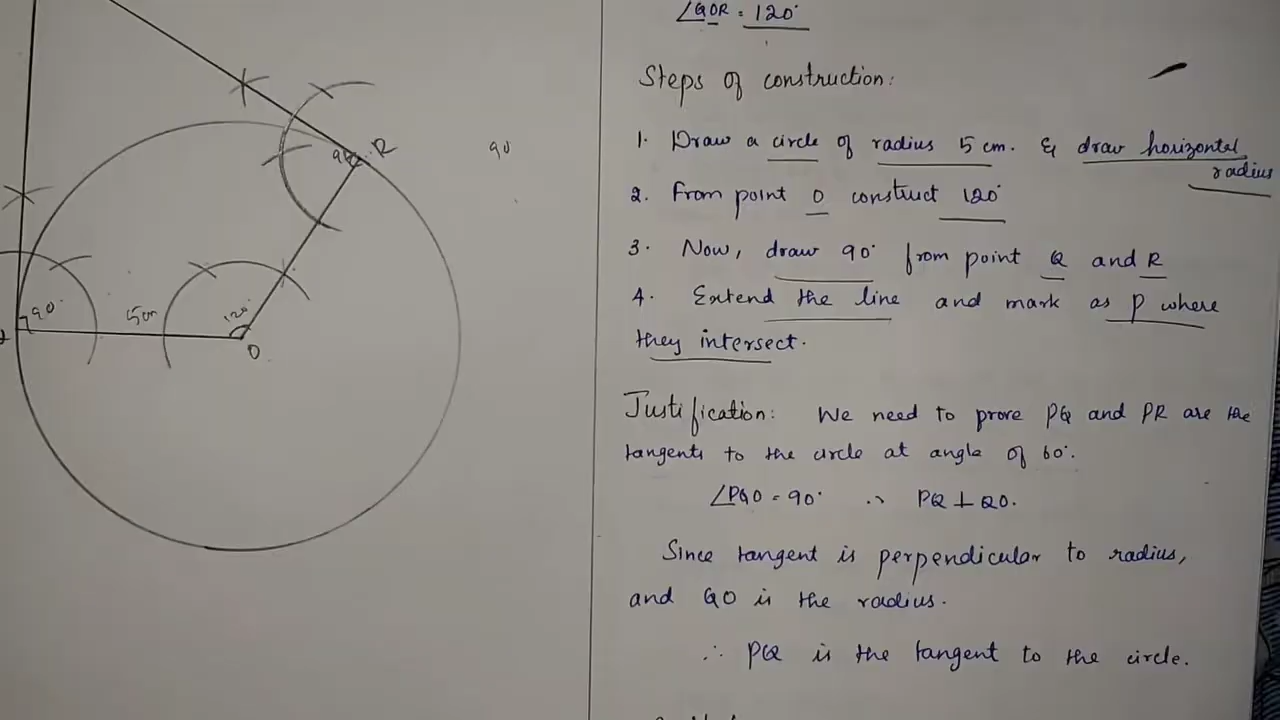 ∠QOR = 120°
Steps of construction:
1. Draw a circle of radius 5 cm. & draw horizontal
radius
2. From point O construct 120°
3. Now, draw 90° from point Q and R
4. Extend the line and mark as P where
they intersect.
Justification: We need to prove PQ and PR are the
tangents to the circle at angle of 60°.
∠PQO = 90° ∴ PQ ⊥ QO.
Since tangent is perpendicular to radius,
and QO is the radius.
∴ PQ is the tangent to the circle.
R
90
90°
5cm
120°
O